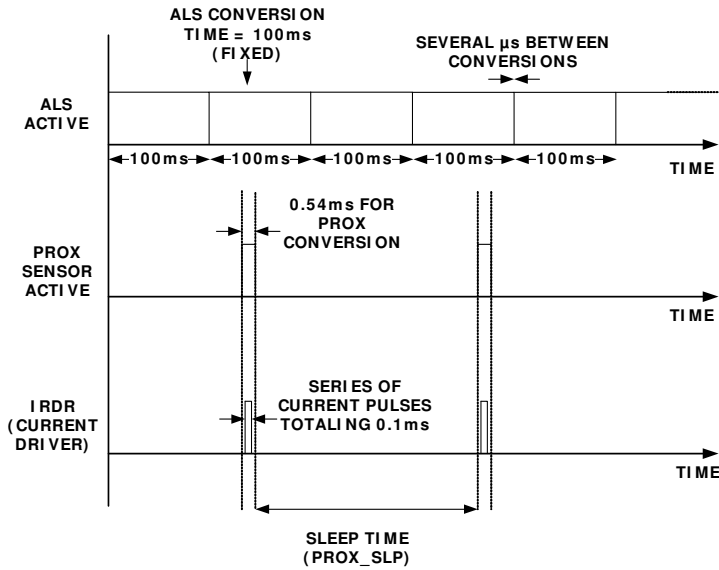 ALS CONVERSION
TIME = 100ms
(FIXED)
SEVERAL µs BETWEEN
CONVERSIONS
ALS
ACTIVE
100ms
100ms
100ms
100ms
100ms
TIME
0.54ms FOR
PROX
CONVERSION
PROX
SENSOR
ACTIVE
TIME
IRDR
(CURRENT
DRIVER)
SERIES OF
CURRENT PULSES
TOTALING 0.1ms
TIME
SLEEP TIME
(PROX_SLP)